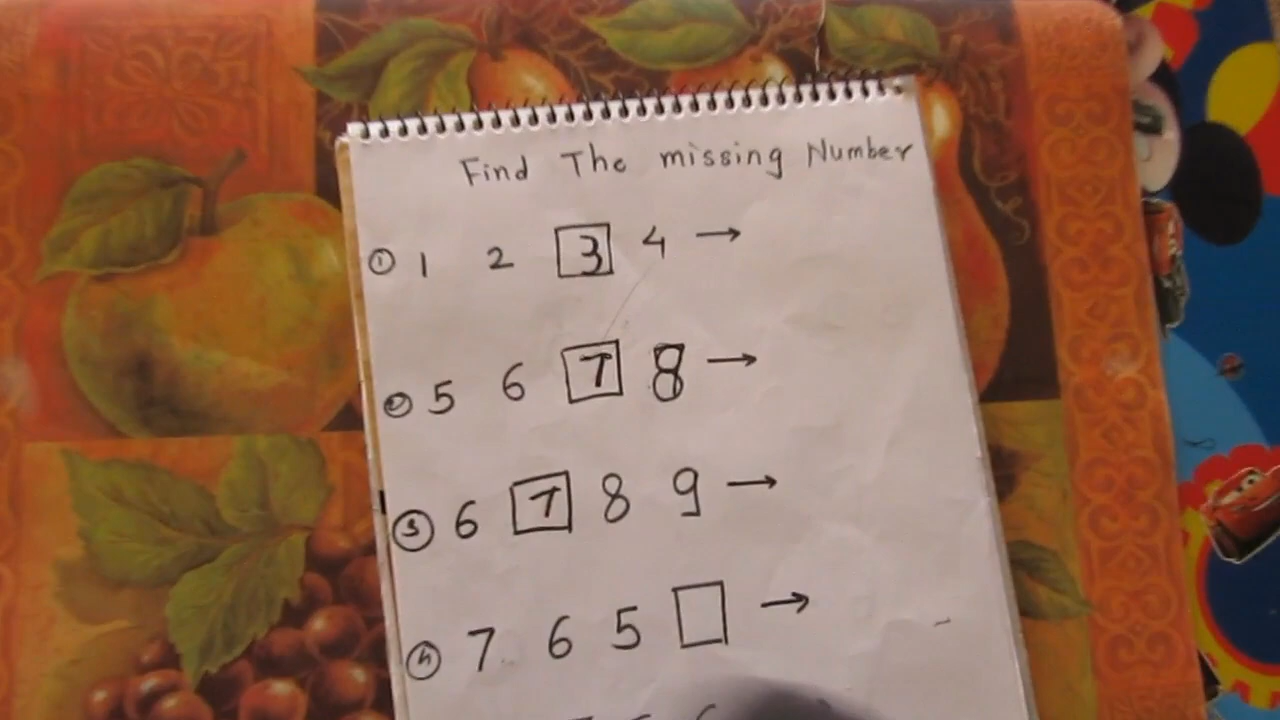 Find The missing Number
① 1 2 3 4 →
② 5 6 7 8 →
③ 6 7 8 9 →
④ 7 6 5 □ →